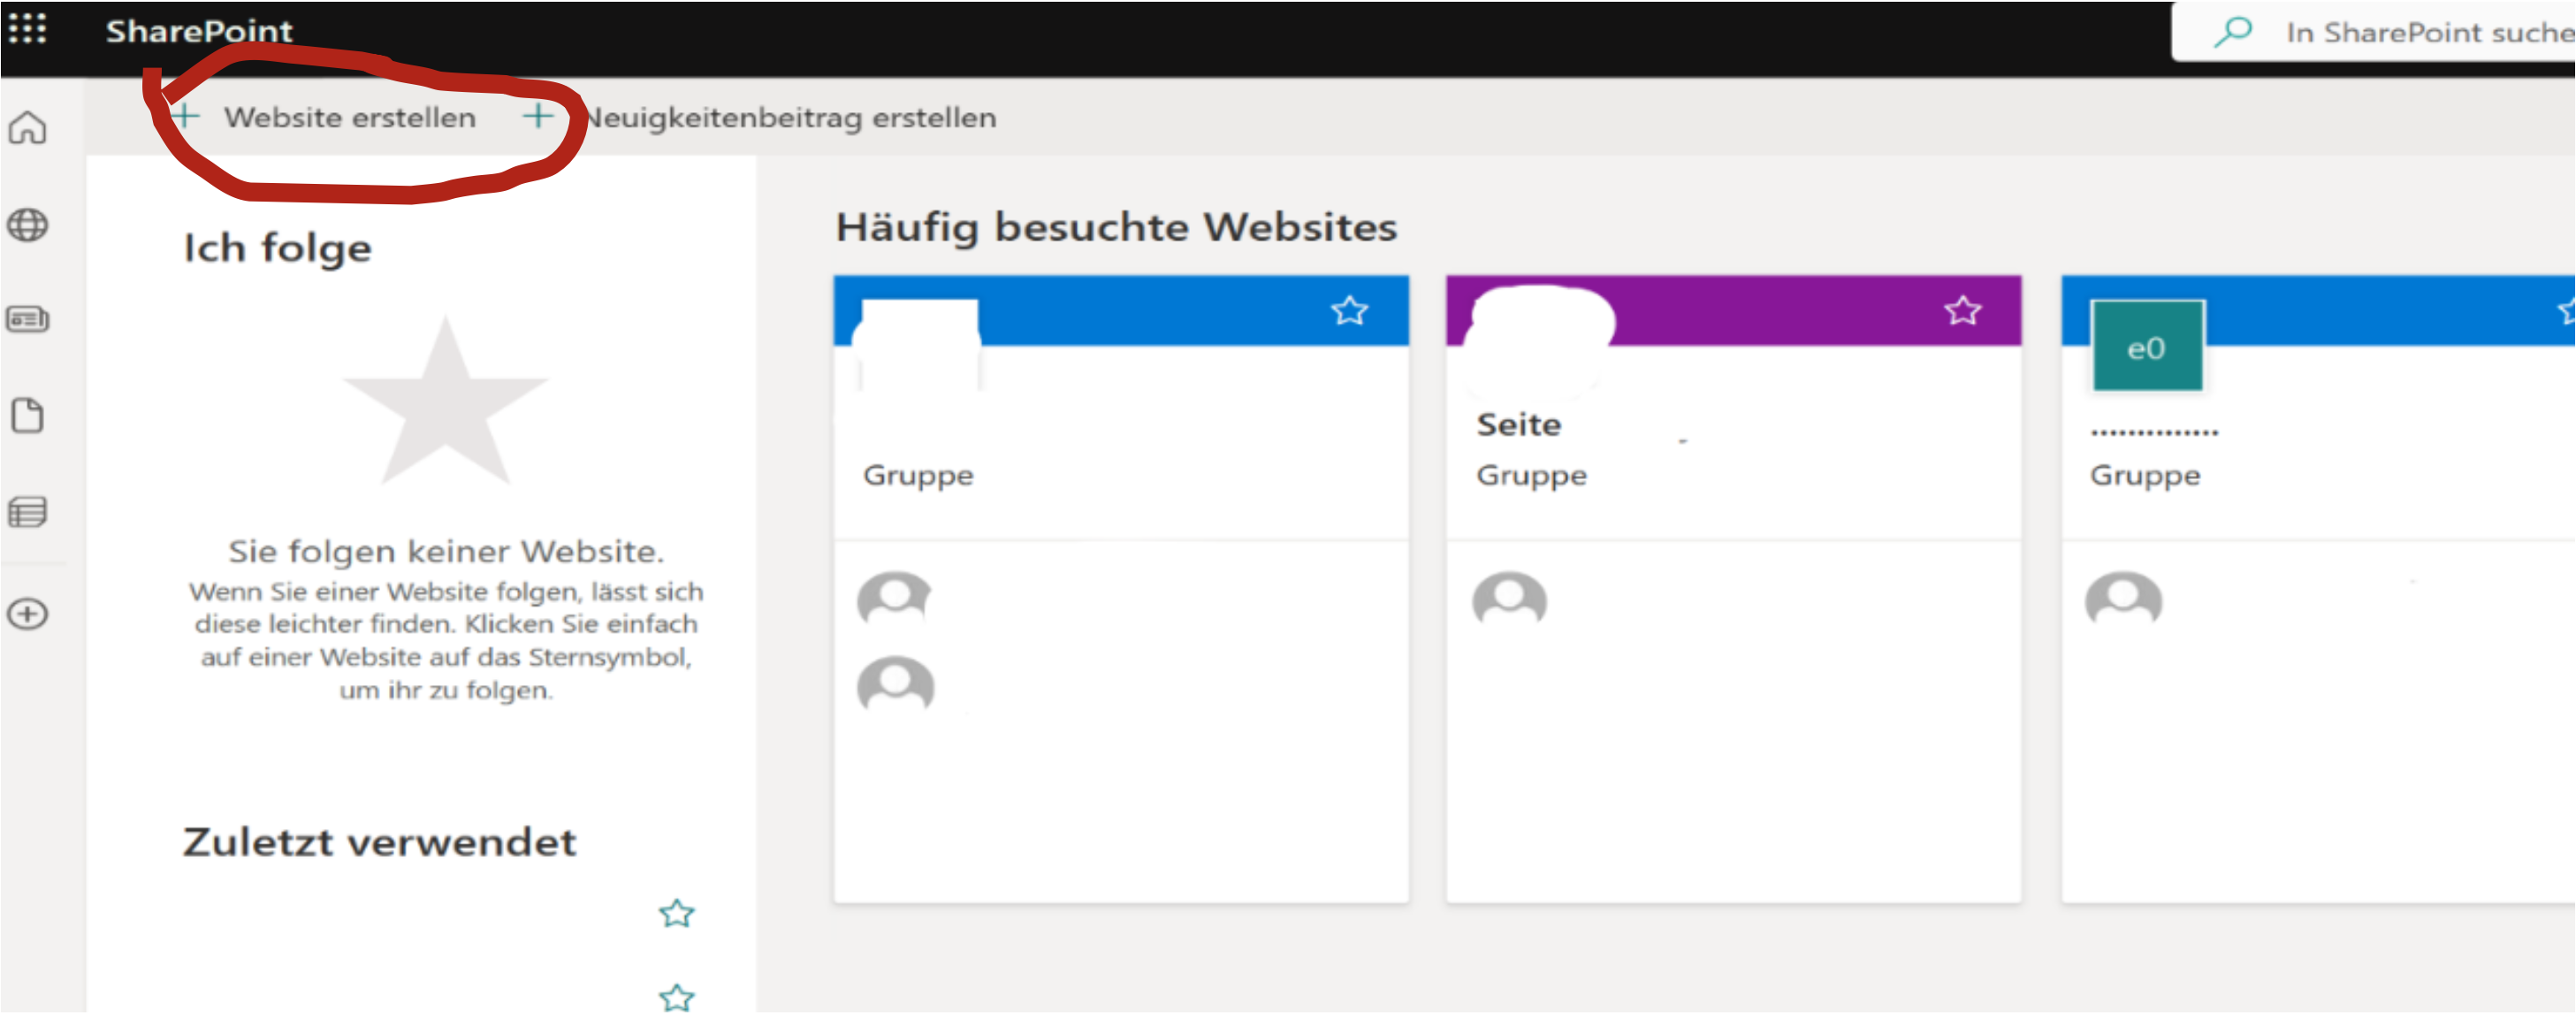 SharePoint
In SharePoint suche
Website erstellen
Neuigkeitenbeitrag erstellen
Ich folge
Sie folgen keiner Website.
Wenn Sie einer Website folgen, lässt sich
diese leichter finden. Klicken Sie einfach
auf einer Website auf das Sternsymbol,
um ihr zu folgen.
Zuletzt verwendet
Häufig besuchte Websites
Gruppe
Seite
Gruppe
e0
..............
Gruppe